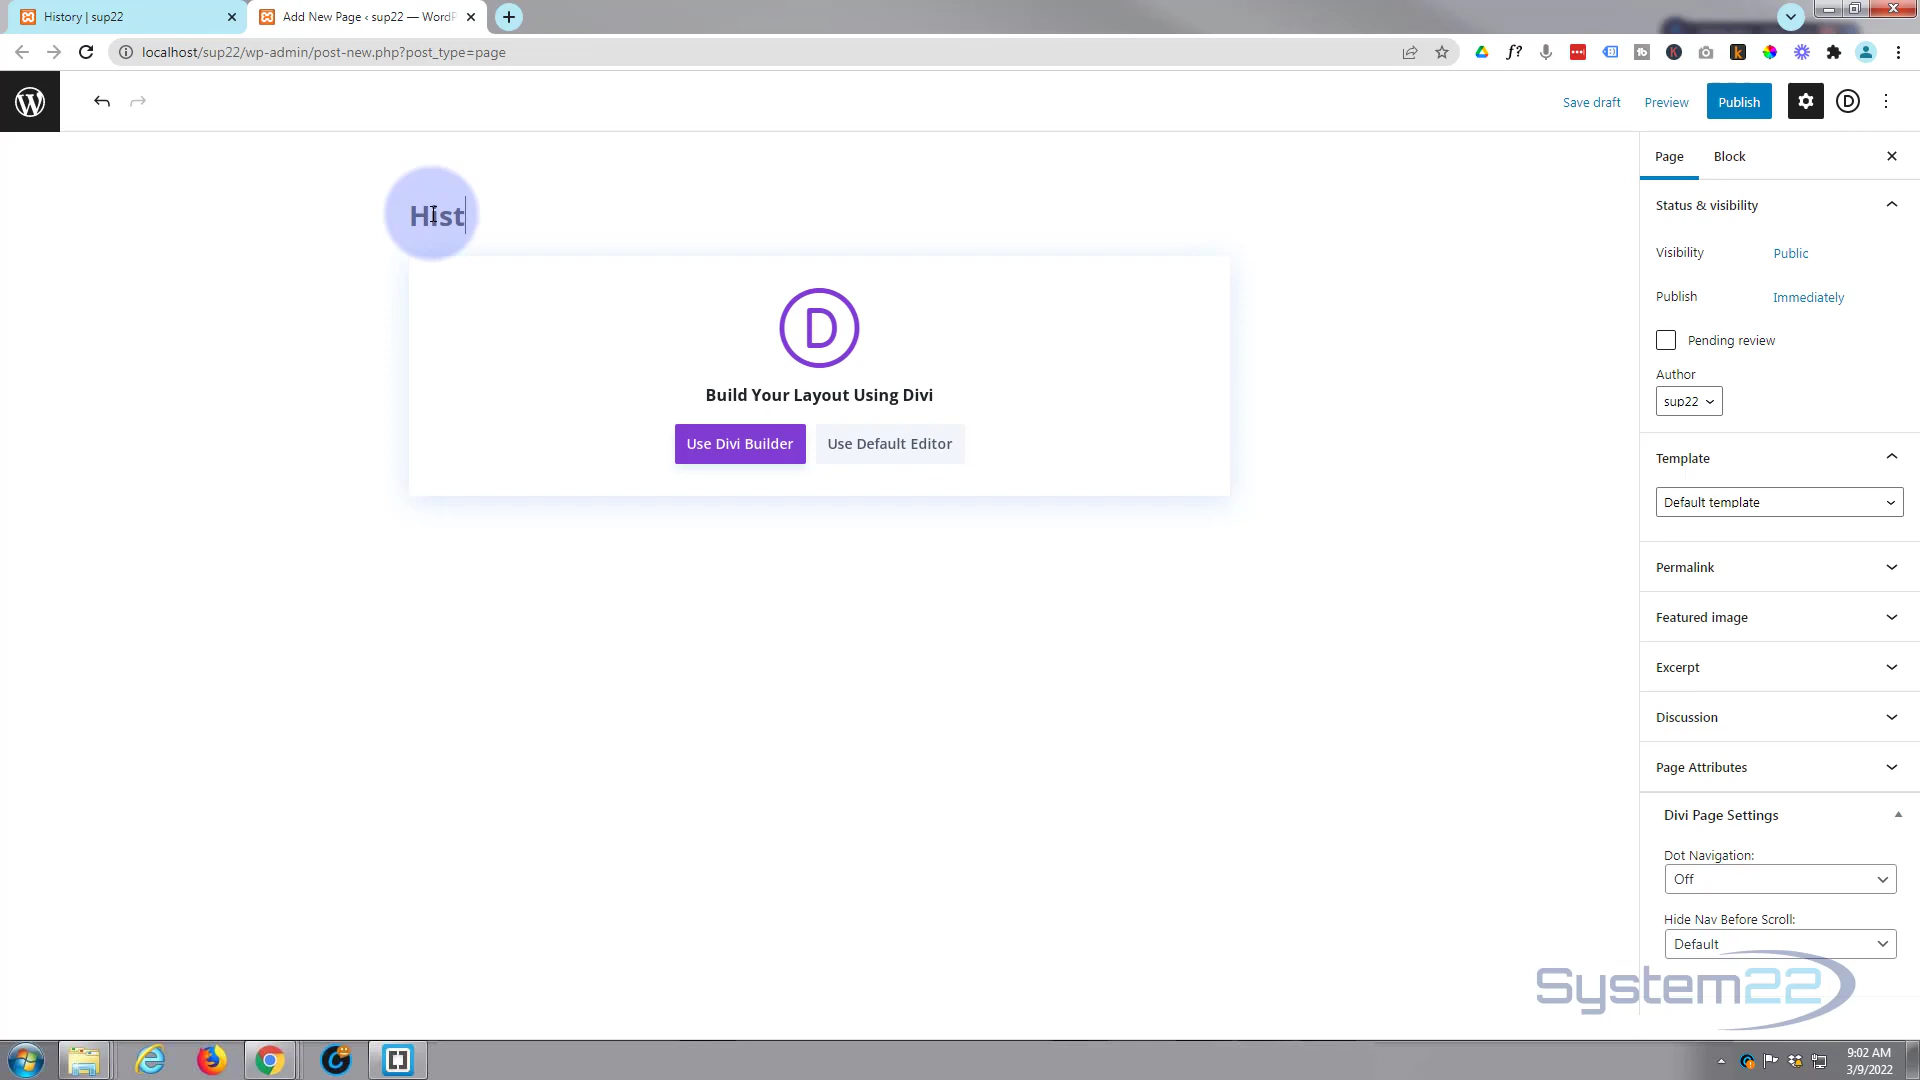 History | sup22
Add New Page ‹ sup22 — WordP
localhost/sup22/wp-admin/post-new.php?post_type=page
Save draft
Preview
Publish
Page
Block
Hist
Status & visibility
Visibility
Public
Publish
Immediately
Pending review
Author
sup22
Build Your Layout Using Divi
Use Divi Builder
Use Default Editor
Template
Default template
Permalink
Featured image
Excerpt
Discussion
Page Attributes
Divi Page Settings
Dot Navigation:
Off
Hide Nav Before Scroll:
Default
System22
9:02 AM
3/9/2022